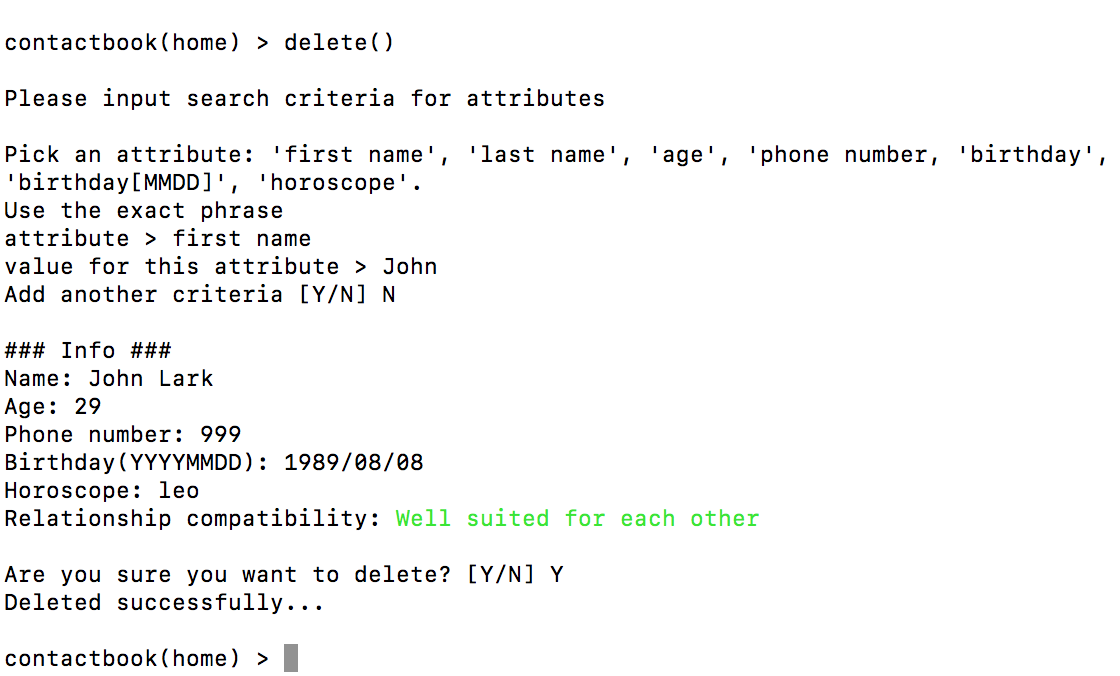 contactbook(home) > delete()
Please input search criteria for attributes
Pick an attribute: 'first name', 'last name', 'age', 'phone number, 'birthday',
'birthday[MMDD]', 'horoscope'.
Use the exact phrase
attribute > first name
value for this attribute > John
Add another criteria [Y/N] N
### Info ###
Name: John Lark
Age: 29
Phone number: 999
Birthday(YYYYMMDD): 1989/08/08
Horoscope: leo
Relationship compatibility: Well suited for each other
Are you sure you want to delete? [Y/N] Y
Deleted successfully...
contactbook(home) >